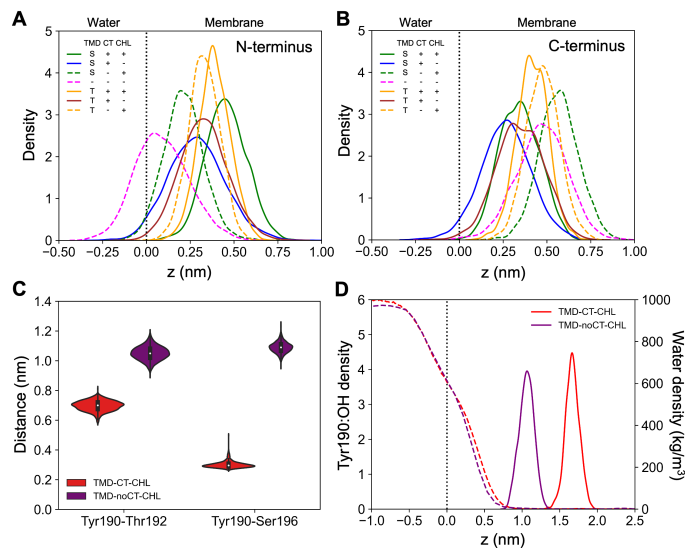 A
Water
Membrane
N-terminus
TMD CT CHL
S + +
S + -
S - +
S - -
T + +
T + -
T - +
Density
5
4
3
2
1
0
−0.50 −0.25 0.00 0.25 0.50 0.75 1.00
z (nm)
B
Water
Membrane
C-terminus
TMD CT CHL
S + +
S + -
S - +
S - -
T + +
T + -
T - +
Density
5
4
3
2
1
0
−0.50 −0.25 0.00 0.25 0.50 0.75 1.00
z (nm)
C
Distance (nm)
1.4
1.2
1.0
0.8
0.6
0.4
0.2
0.0
TMD-CT-CHL
TMD-noCT-CHL
Tyr190-Thr192 Tyr190-Ser196
D
Tyr190:OH density
6
5
4
3
2
1
0
TMD-CT-CHL
TMD-noCT-CHL
1000
800
600
400
200
0
Water density (kg/m³)
−1.0 −0.5 0.0 0.5 1.0 1.5 2.0 2.5
z (nm)